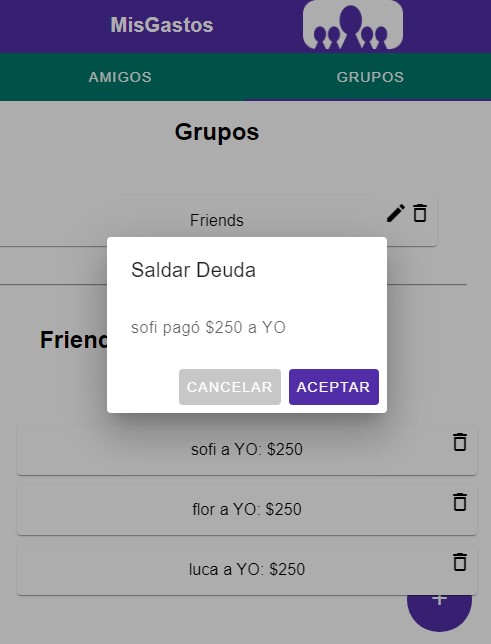 MisGastos
AMIGOS GRUPOS
Grupos
Friends
Saldar Deuda
sofi pagó $250 a YO
CANCELAR ACEPTAR
Friend
sofi a YO: $250
flor a YO: $250
luca a YO: $250
+